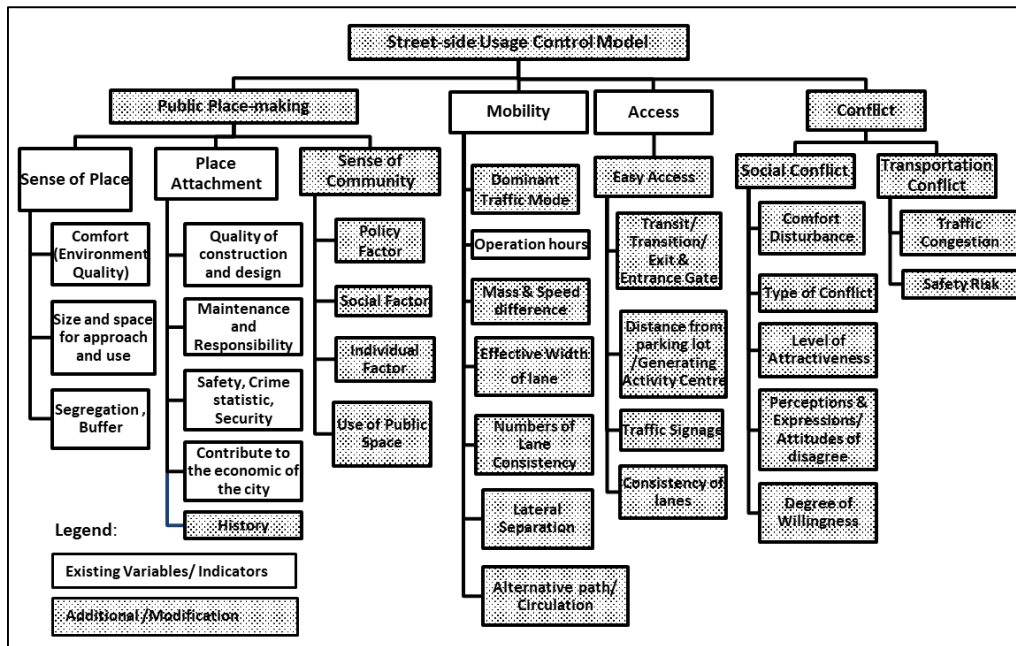 Street-side Usage Control Model
Public Place-making
Sense of Place
Comfort
(Environment
Quality)
Size and space
for approach
and use
Segregation ,
Buffer
Place
Attachment
Quality of
construction
and design
Maintenance
and
Responsibility
Safety, Crime
statistic,
Security
Contribute to
the economic of
the city
History
Sense of
Community
Policy
Factor
Social Factor
Individual
Factor
Use of Public
Space
Mobility
Dominant
Traffic Mode
Operation hours
Mass & Speed
difference
Effective Width
of lane
Numbers of
Lane
Consistency
Lateral
Separation
Alternative path/
Circulation
Access
Easy Access
Transit/
Transition/
Exit &
Entrance Gate
Distance from
parking lot
/Generating
Activity Centre
Traffic Signage
Consistency of
lanes
Conflict
Social Conflict
Comfort
Disturbance
Type of Conflict
Level of
Attractiveness
Perceptions &
Expressions/
Attitudes of
disagree
Degree of
Willingness
Transportation
Conflict
Traffic
Congestion
Safety Risk
Legend:
Existing Variables/ Indicators
Additional /Modification